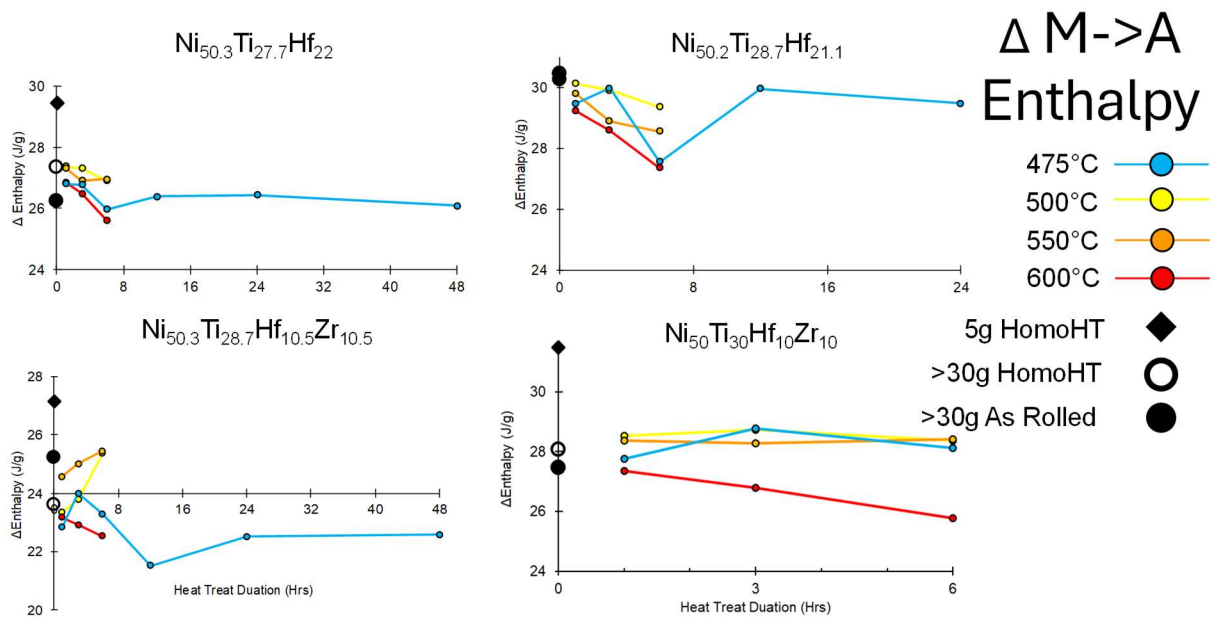 Ni50.3Ti27.7Hf22
Δ Enthalpy (J/g)
30
28
26
24
0
8
16
24
32
40
48
Ni50.2Ti28.7Hf21.1
ΔEnthalpy (J/g)
30
28
26
24
0
8
16
24
Δ M->A
Enthalpy
475°C
500°C
550°C
600°C
5g HomoHT
>30g HomoHT
>30g As Rolled
Ni50.3Ti28.7Hf10.5Zr10.5
ΔEnthalpy (J/g)
28
26
24
22
20
0
8
16
24
32
40
48
Heat Treat Duation (Hrs)
Ni50Ti30Hf10Zr10
ΔEnthalpy (J/g)
30
28
26
24
0
3
6
Heat Treat Duation (Hrs)